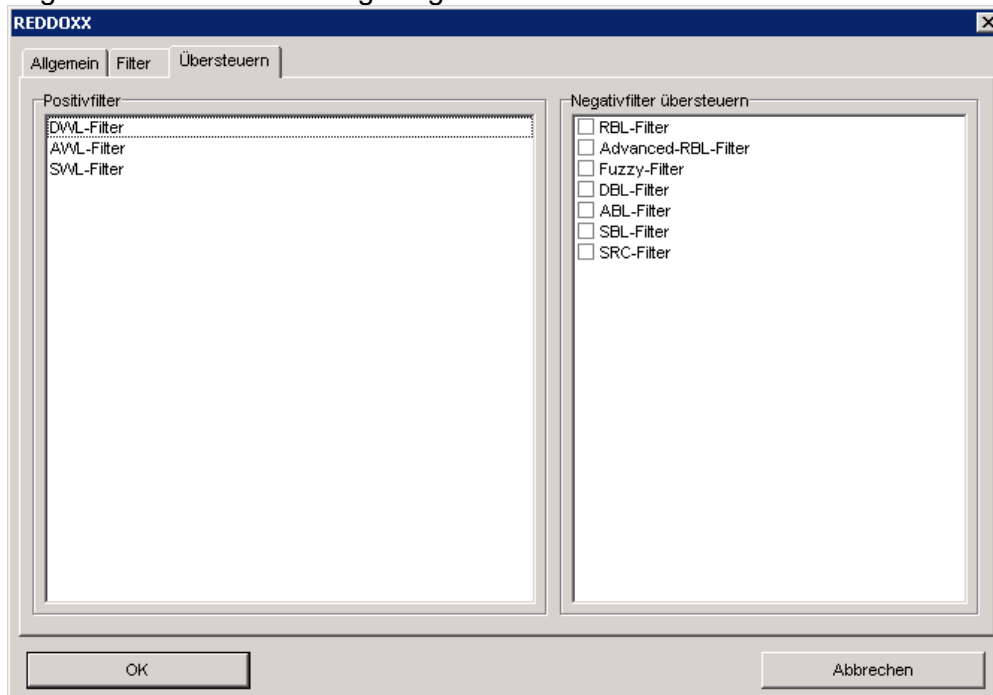 REDDOXX
Allgemein Filter Übersteuern
Positivfilter
DWL-Filter
AWL-Filter
SWL-Filter
Negativfilter übersteuern
RBL-Filter
Advanced-RBL-Filter
Fuzzy-Filter
DBL-Filter
ABL-Filter
SBL-Filter
SRC-Filter
OK Abbrechen